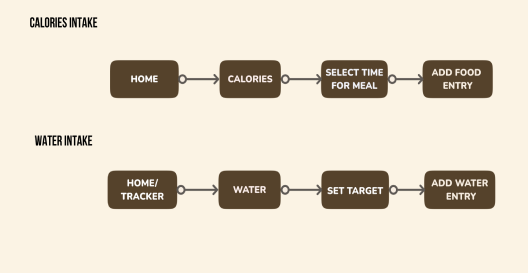 CALORIES INTAKE
HOME
CALORIES
SELECT TIME
FOR MEAL
ADD FOOD
ENTRY
WATER INTAKE
HOME/
TRACKER
WATER
SET TARGET
ADD WATER
ENTRY